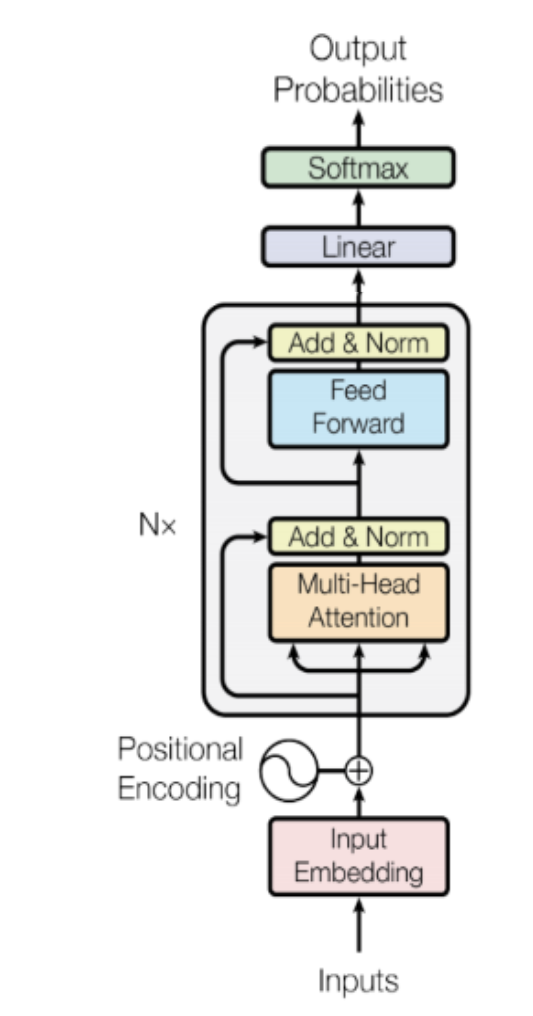 Output
Probabilities
Softmax
Linear
Add & Norm
Feed
Forward
Nx
Add & Norm
Multi-Head
Attention
Positional
Encoding
Input
Embedding
Inputs